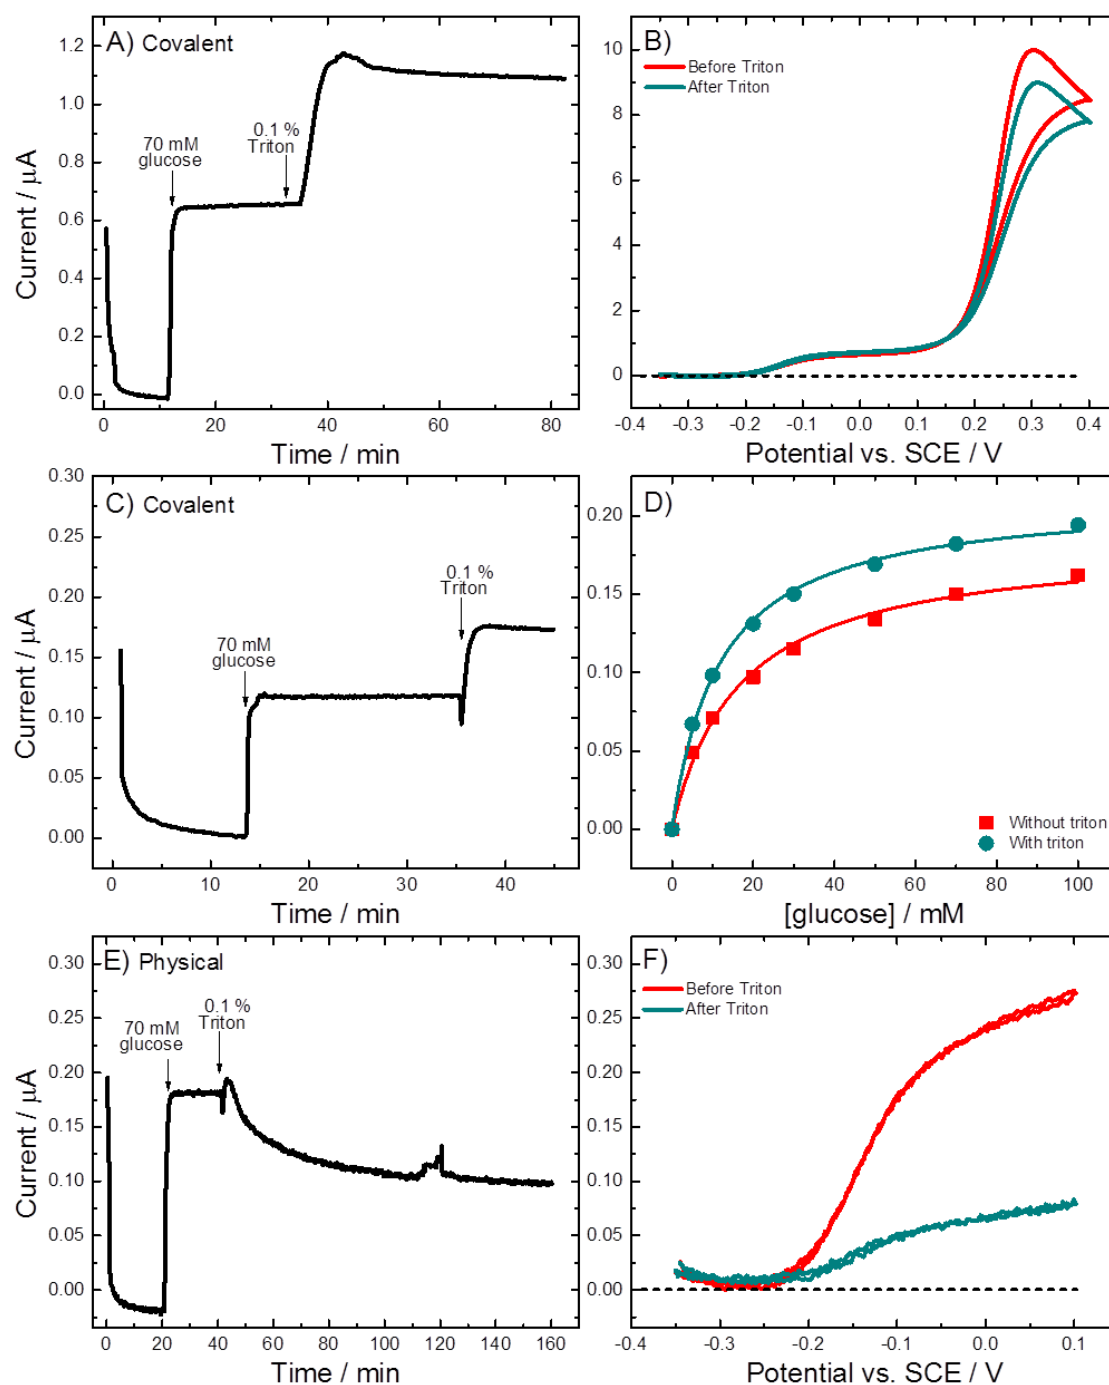 A) Covalent
1.2
1.0
0.8
0.6
0.4
0.2
0.0
Current / μA
70 mM
glucose
0.1 %
Triton
0
20
40
60
80
Time / min
B)
Before Triton
After Triton
10
8
6
4
2
0
-0.4
-0.3
-0.2
-0.1
0.0
0.1
0.2
0.3
0.4
Potential vs. SCE / V
C) Covalent
0.30
0.25
0.20
0.15
0.10
0.05
0.00
Current / μA
70 mM
glucose
0.1 %
Triton
0
10
20
30
40
Time / min
D)
0.20
0.15
0.10
0.05
0.00
Without triton
With triton
0
20
40
60
80
100
[glucose] / mM
E) Physical
0.30
0.25
0.20
0.15
0.10
0.05
0.00
Current / μA
70 mM
glucose
0.1 %
Triton
0
20
40
60
80
100
120
140
160
Time / min
F)
Before Triton
After Triton
0.30
0.25
0.20
0.15
0.10
0.05
0.00
-0.4
-0.3
-0.2
-0.1
0.0
0.1
Potential vs. SCE / V